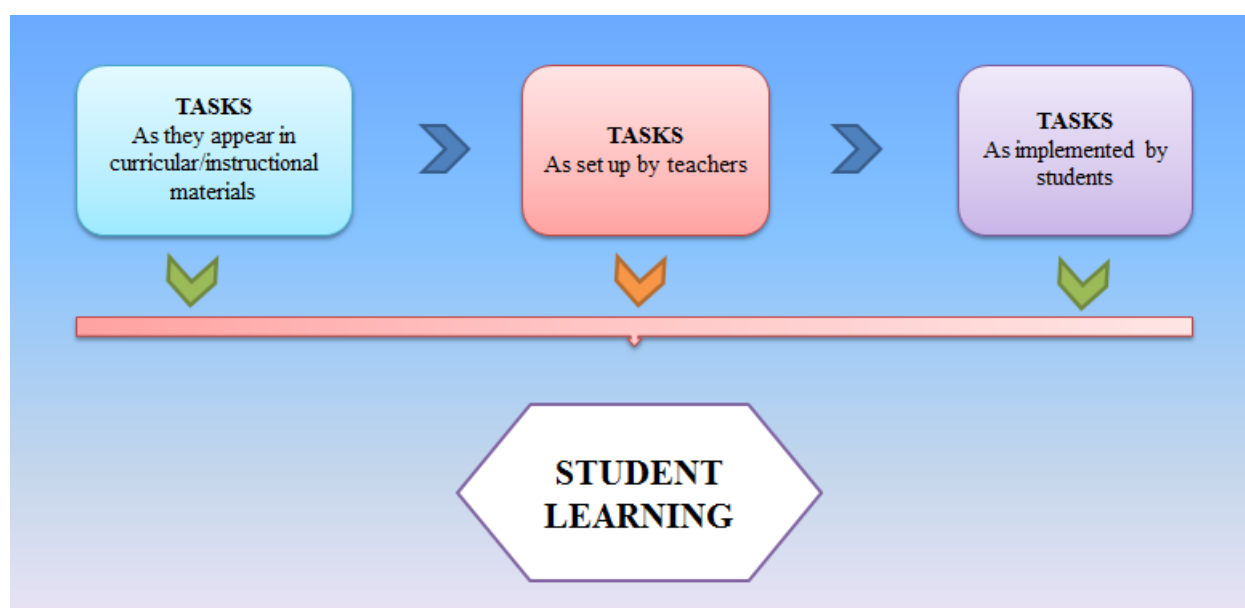 TASKS
As they appear in
curricular/instructional
materials
TASKS
As set up by teachers
TASKS
As implemented by
students
STUDENT
LEARNING